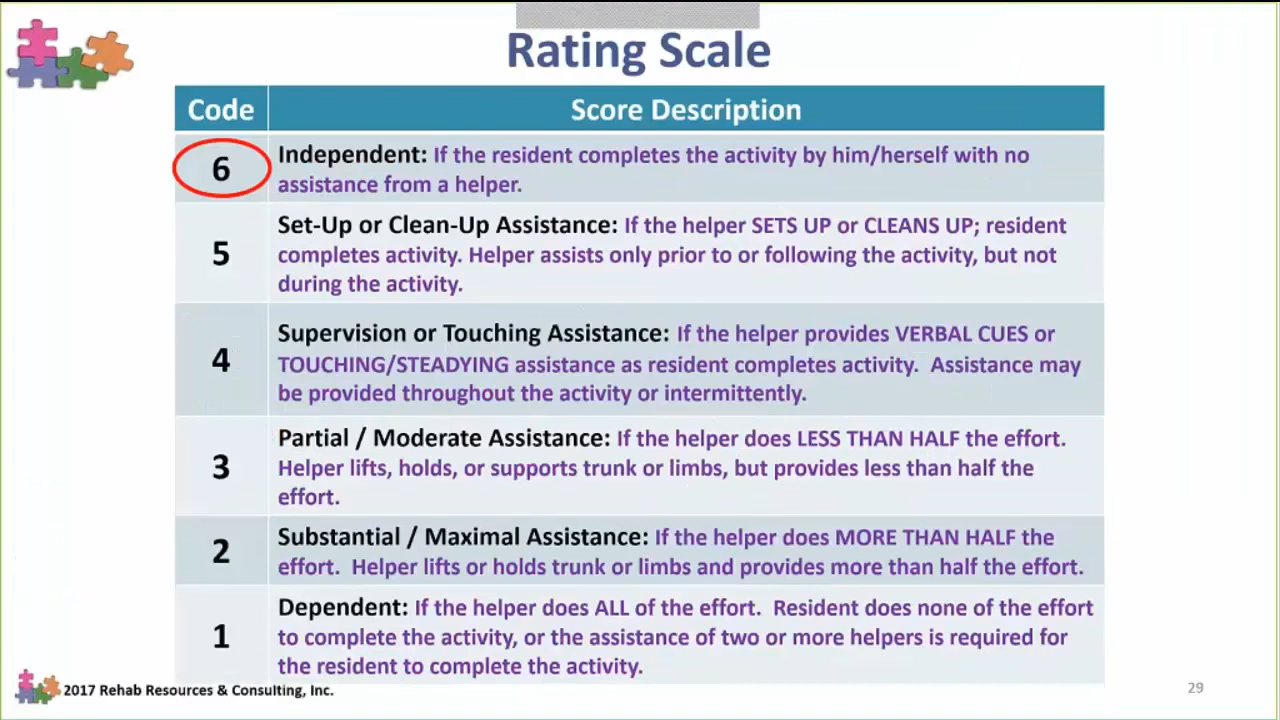 Rating Scale
Code
Score Description
6
Independent: If the resident completes the activity by him/herself with no
assistance from a helper.
5
Set-Up or Clean-Up Assistance: If the helper SETS UP or CLEANS UP; resident
completes activity. Helper assists only prior to or following the activity, but not
during the activity.
4
Supervision or Touching Assistance: If the helper provides VERBAL CUES or
TOUCHING/STEADYING assistance as resident completes activity. Assistance may
be provided throughout the activity or intermittently.
3
Partial / Moderate Assistance: If the helper does LESS THAN HALF the effort.
Helper lifts, holds, or supports trunk or limbs, but provides less than half the
effort.
2
Substantial / Maximal Assistance: If the helper does MORE THAN HALF the
effort. Helper lifts or holds trunk or limbs and provides more than half the effort.
1
Dependent: If the helper does ALL of the effort. Resident does none of the effort
to complete the activity, or the assistance of two or more helpers is required for
the resident to complete the activity.
2017 Rehab Resources & Consulting, Inc.
29